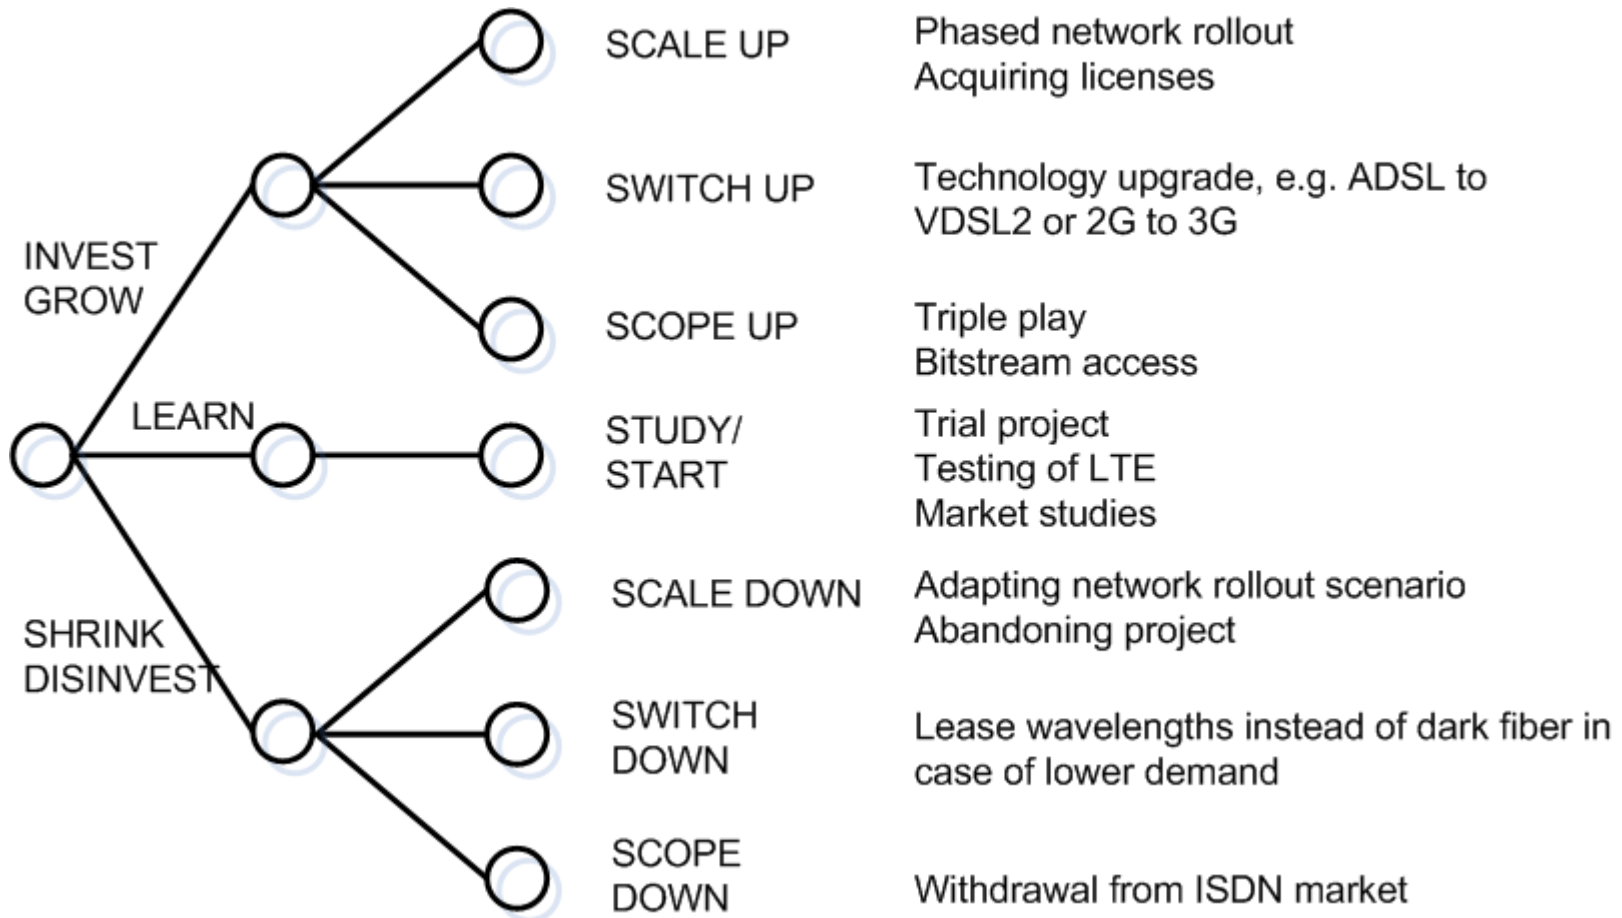 SCALE UP
Phased network rollout
Acquiring licenses
SWITCH UP
Technology upgrade, e.g. ADSL to
VDSL2 or 2G to 3G
INVEST
GROW
SCOPE UP
Triple play
Bitstream access
LEARN
STUDY/
START
Trial project
Testing of LTE
Market studies
SHRINK
DISINVEST
SCALE DOWN
Adapting network rollout scenario
Abandoning project
SWITCH
DOWN
Lease wavelengths instead of dark fiber in
case of lower demand
SCOPE
DOWN
Withdrawal from ISDN market